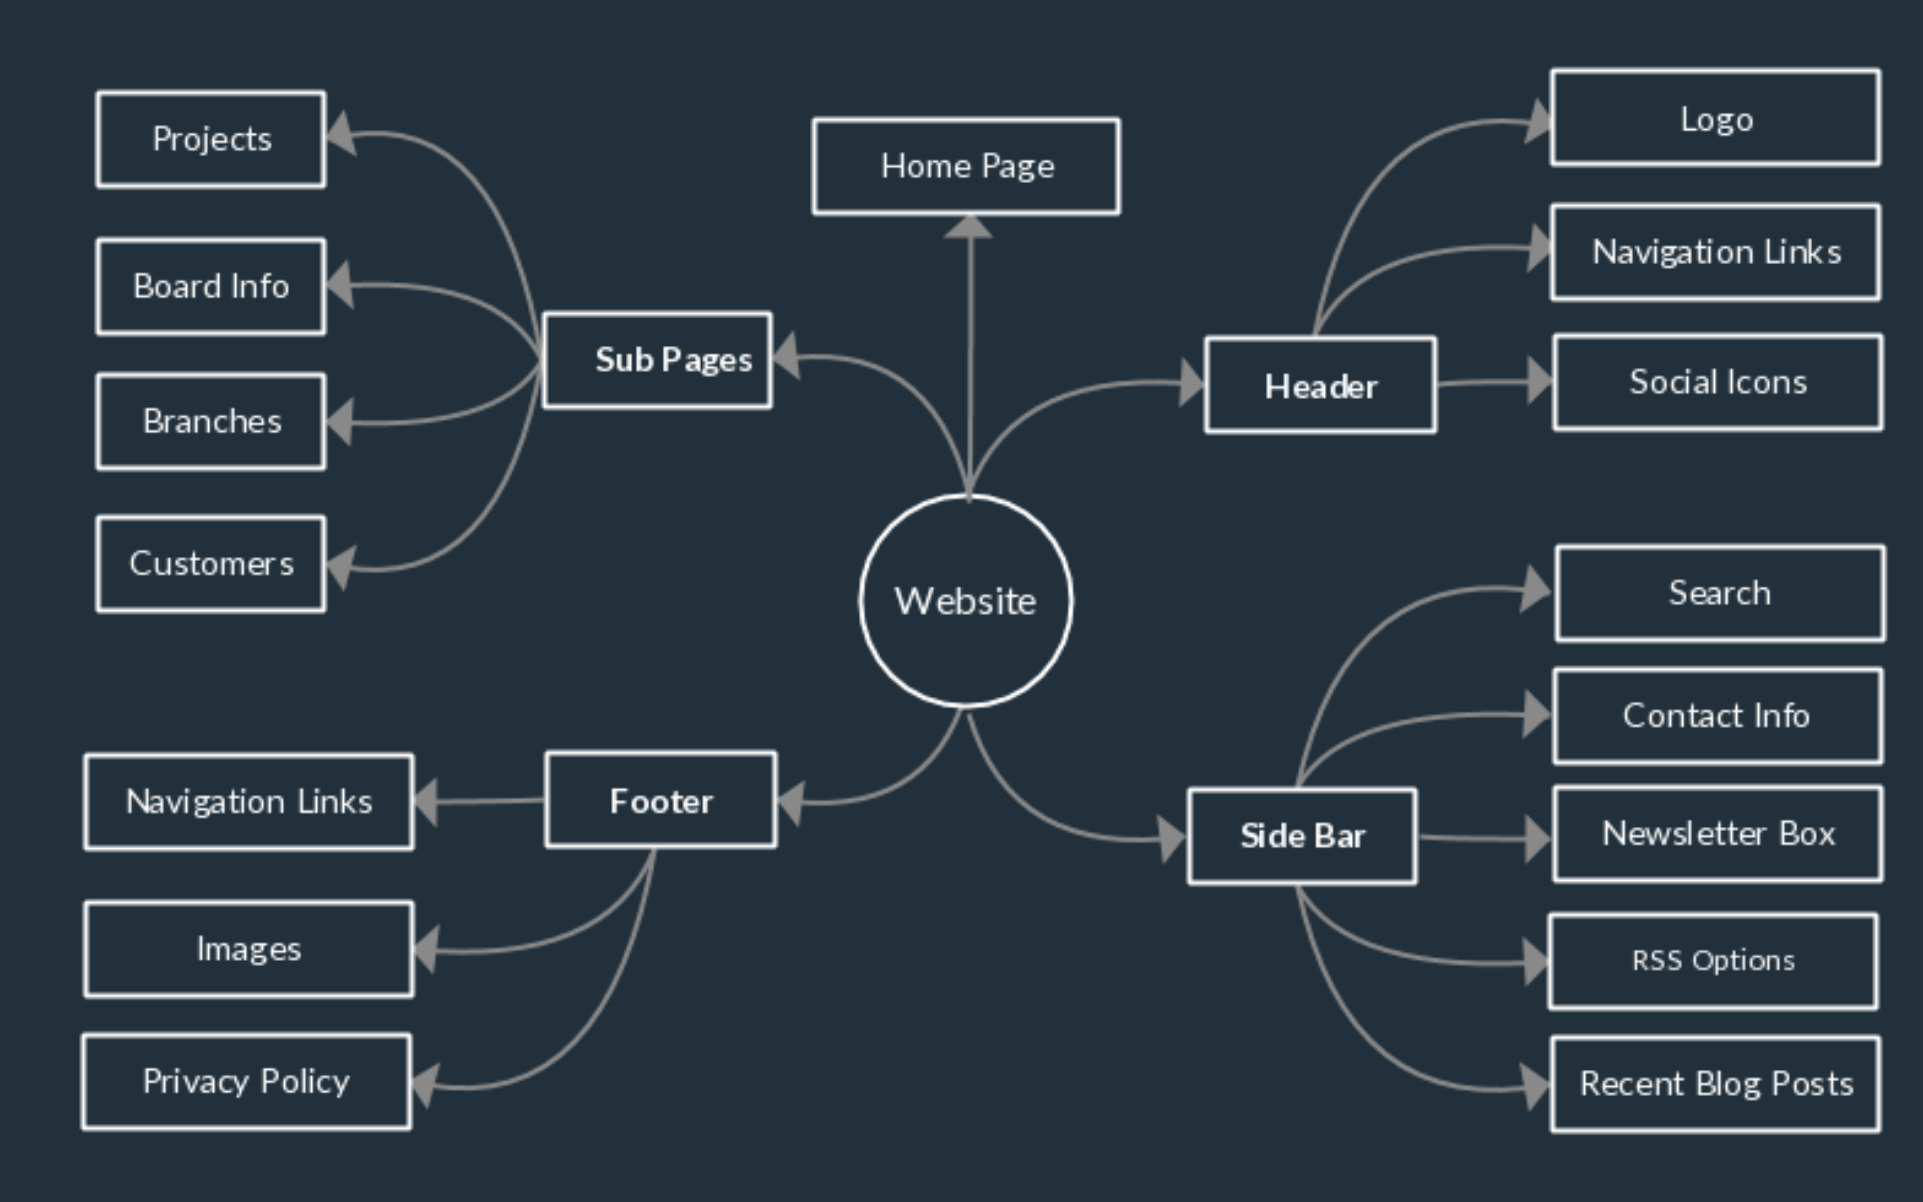 Projects
Board Info
Branches
Customers
Sub Pages
Home Page
Header
Logo
Navigation Links
Social Icons
Website
Navigation Links
Images
Privacy Policy
Footer
Side Bar
Search
Contact Info
Newsletter Box
RSS Options
Recent Blog Posts